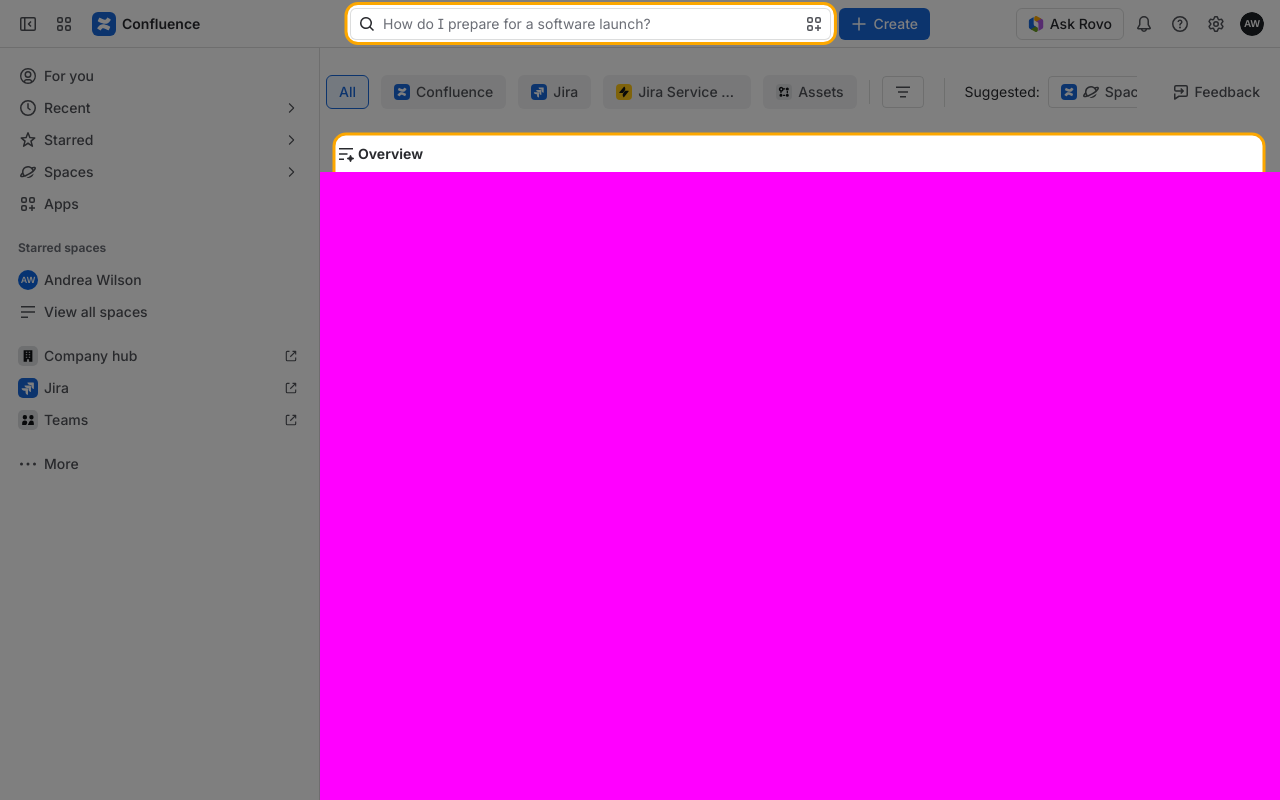 Confluence
How do I prepare for a software launch?
Create
Ask Rovo
AW
For you
Recent
Starred
Spaces
Apps
Starred spaces
AW Andrea Wilson
View all spaces
Company hub
Jira
Teams
More
All
Confluence
Jira
Jira Service ...
Assets
Suggested:
Spac
Feedback
Overview